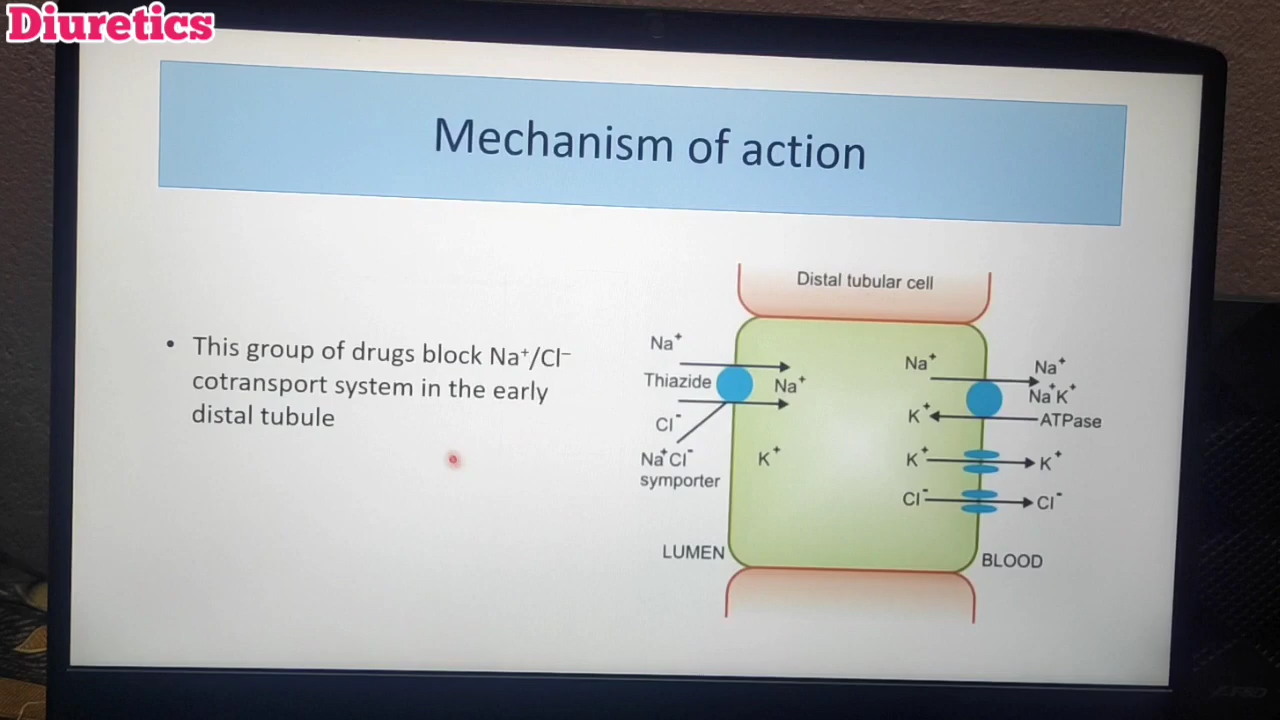 Diuretics
Mechanism of action
• This group of drugs block Na⁺/Cl⁻
cotransport system in the early
distal tubule
Distal tubular cell
Na⁺
Thiazide
Na⁺
Cl⁻
Na⁺Cl⁻
symporter
K⁺
LUMEN
Na⁺
Na⁺
Na⁺K⁺
K⁺
ATPase
K⁺
K⁺
Cl⁻
Cl⁻
BLOOD